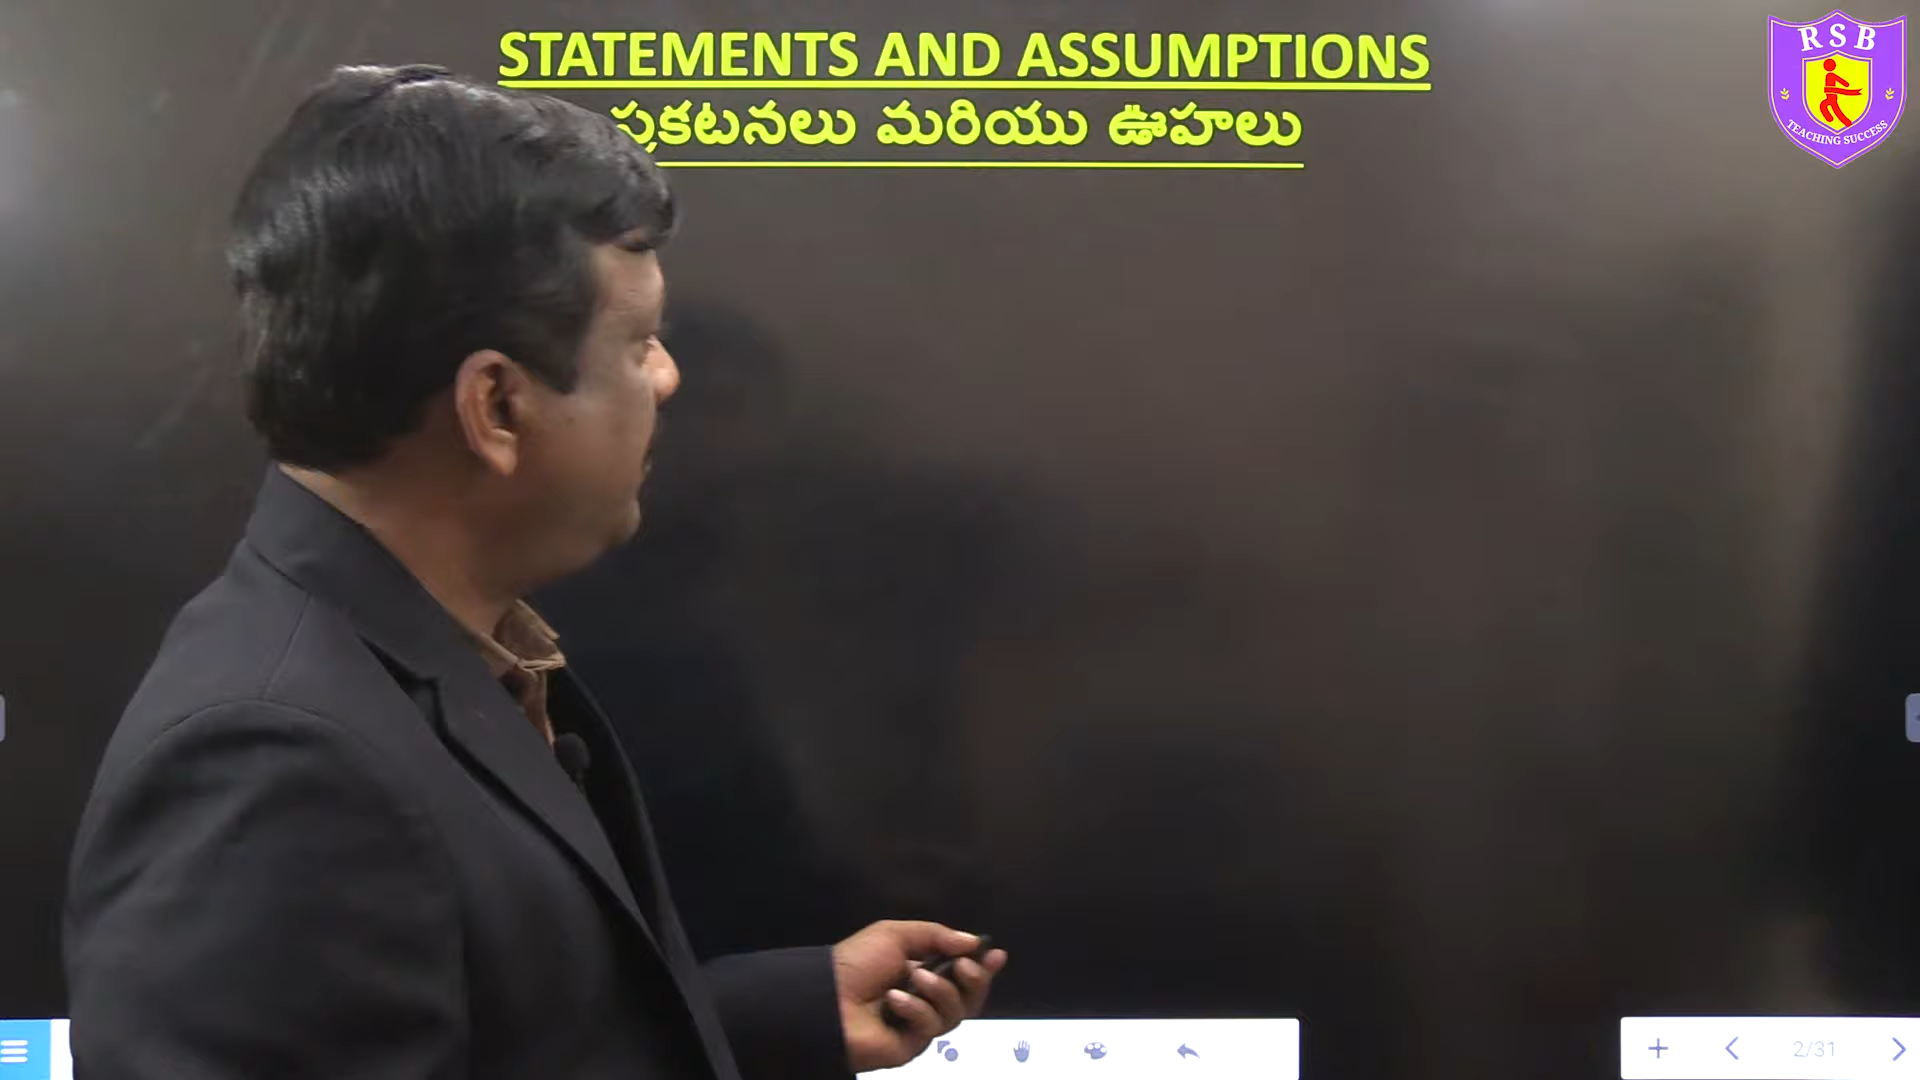 STATEMENTS AND ASSUMPTIONS
ప్రకటనలు మరియు ఊహలు
RSB
TEACHING SUCCESS
2/31